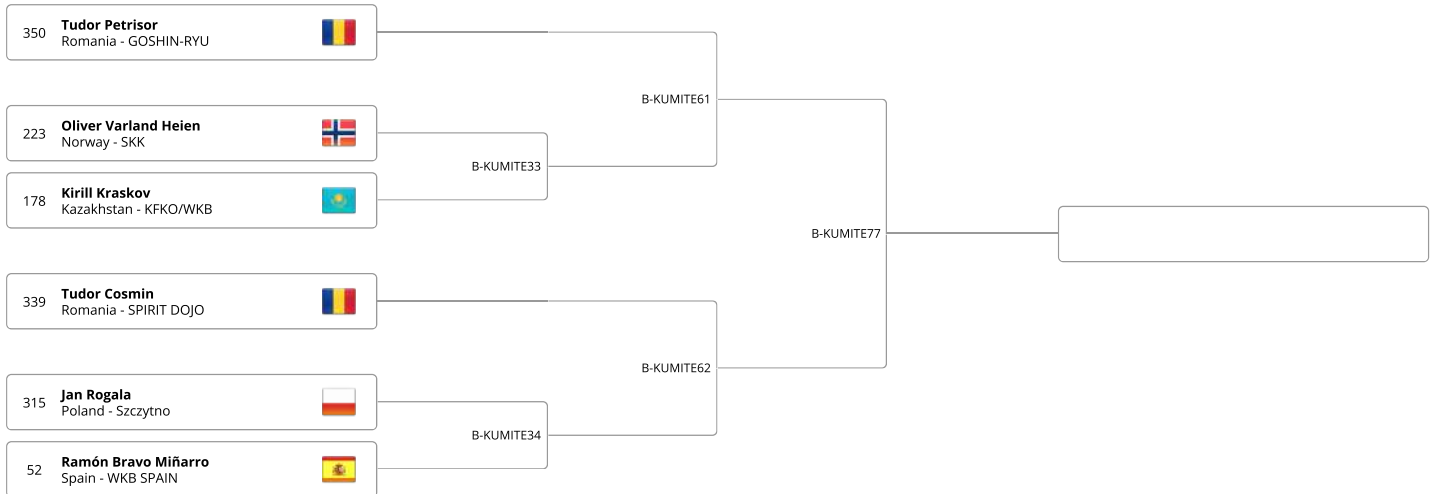 350
Tudor Petrisor
Romania - GOSHIN-RYU
B-KUMITE61
223
Oliver Varland Heien
Norway - SKK
B-KUMITE33
178
Kirill Kraskov
Kazakhstan - KFKO/WKB
B-KUMITE77
339
Tudor Cosmin
Romania - SPIRIT DOJO
B-KUMITE62
315
Jan Rogala
Poland - Szczytno
B-KUMITE34
52
Ramón Bravo Miñarro
Spain - WKB SPAIN